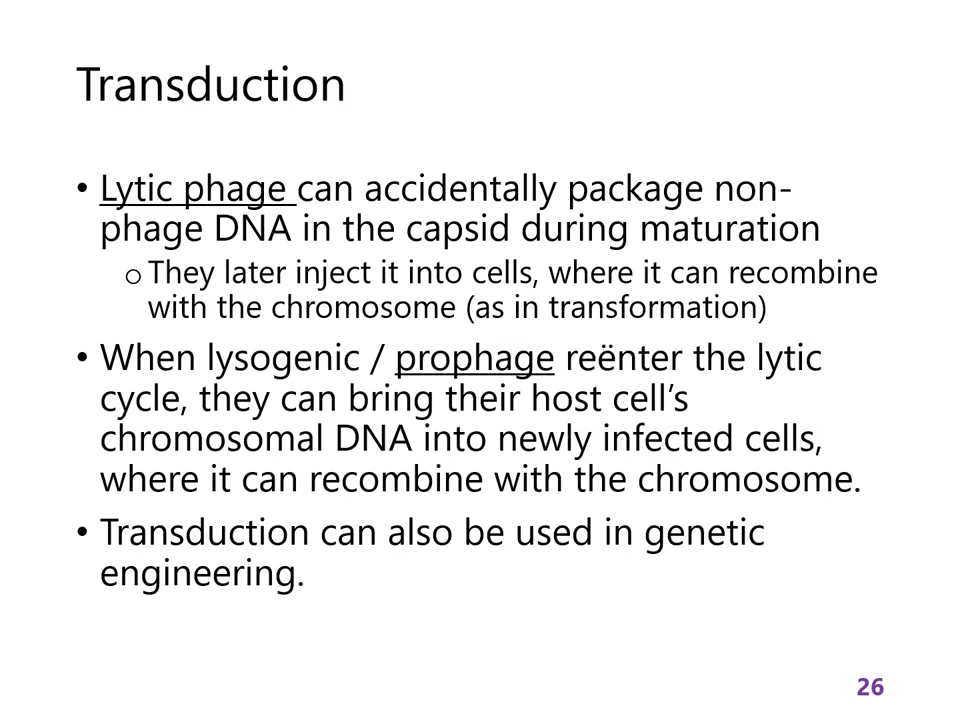 Transduction
• Lytic phage can accidentally package non-
phage DNA in the capsid during maturation
o They later inject it into cells, where it can recombine
with the chromosome (as in transformation)
• When lysogenic / prophage reënter the lytic
cycle, they can bring their host cell’s
chromosomal DNA into newly infected cells,
where it can recombine with the chromosome.
• Transduction can also be used in genetic
engineering.
26